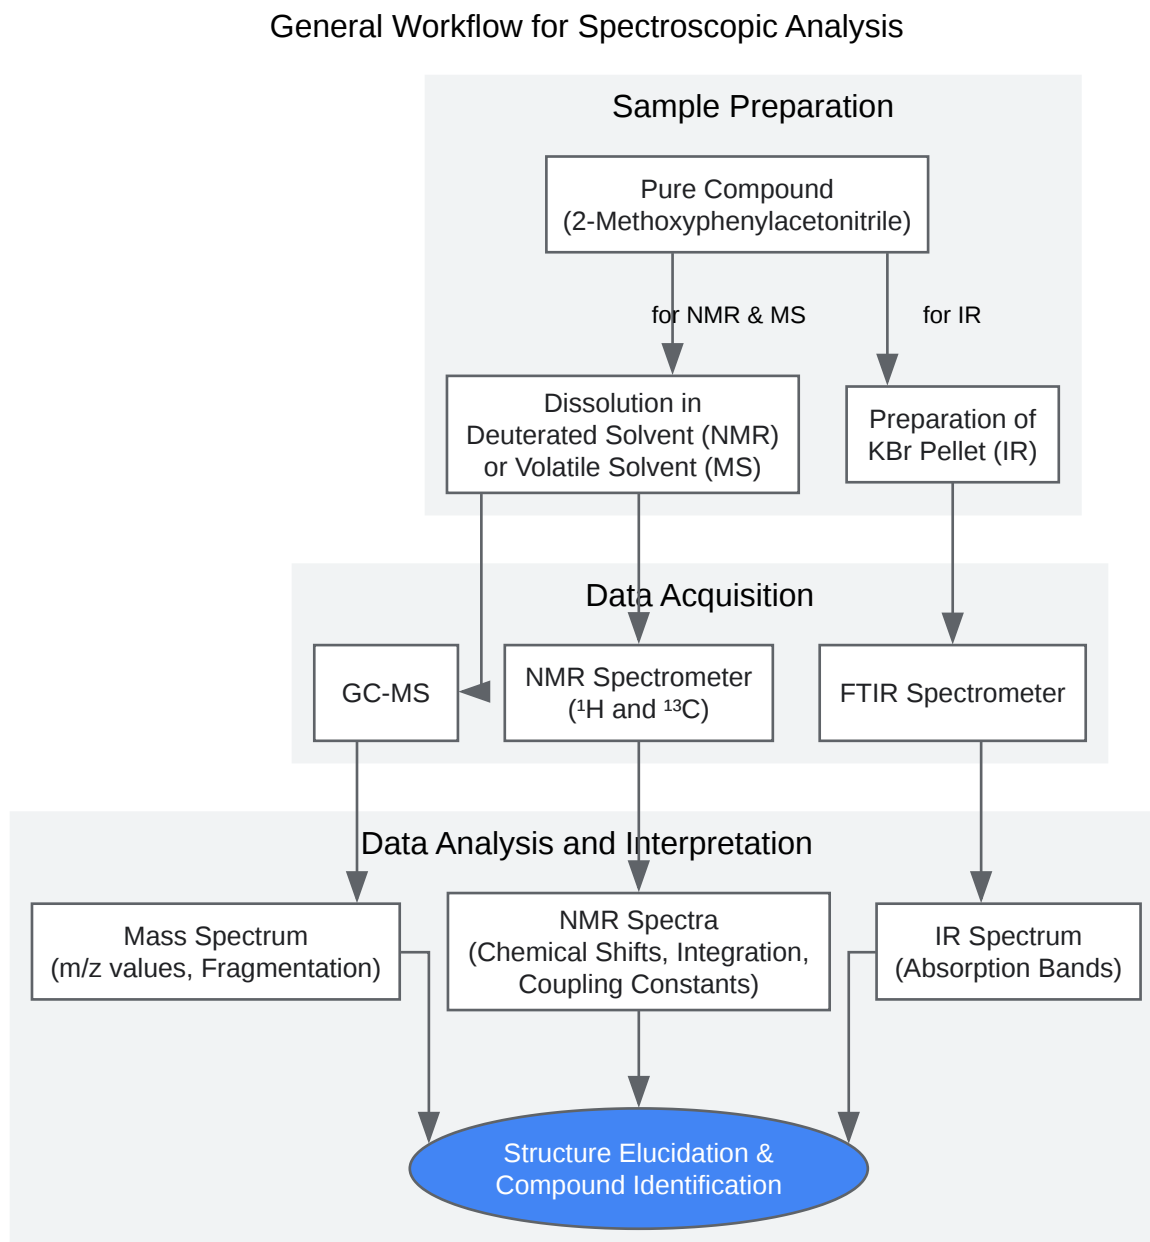 General Workflow for Spectroscopic Analysis
Sample Preparation
Pure Compound
(2-Methoxyphenylacetonitrile)
for NMR & MS
for IR
Dissolution in
Deuterated Solvent (NMR)
or Volatile Solvent (MS)
Preparation of
KBr Pellet (IR)
Data Acquisition
GC-MS
NMR Spectrometer
(¹H and ¹³C)
FTIR Spectrometer
Data Analysis and Interpretation
Mass Spectrum
(m/z values, Fragmentation)
NMR Spectra
(Chemical Shifts, Integration,
Coupling Constants)
IR Spectrum
(Absorption Bands)
Structure Elucidation &
Compound Identification